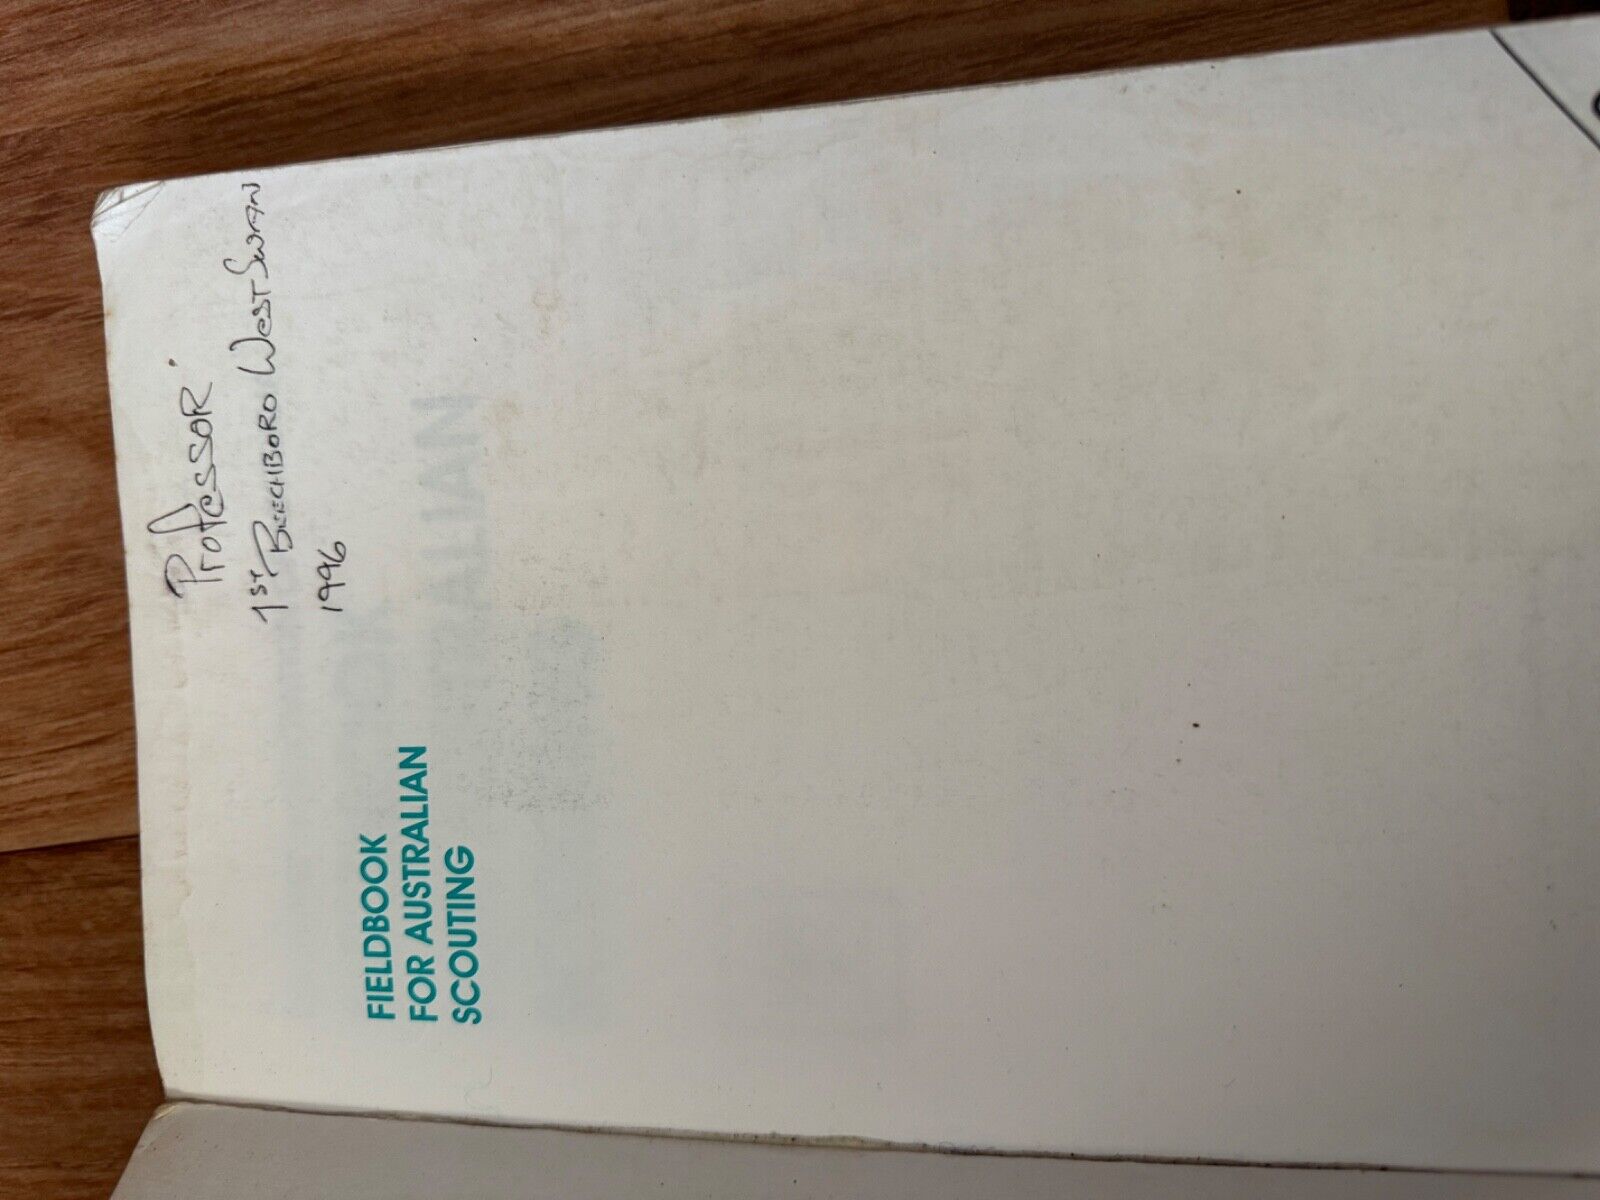 Professor.
1ST BEECHBORO WEST SWAN
1996
FIELDBOOK
FOR AUSTRALIAN
SCOUTING